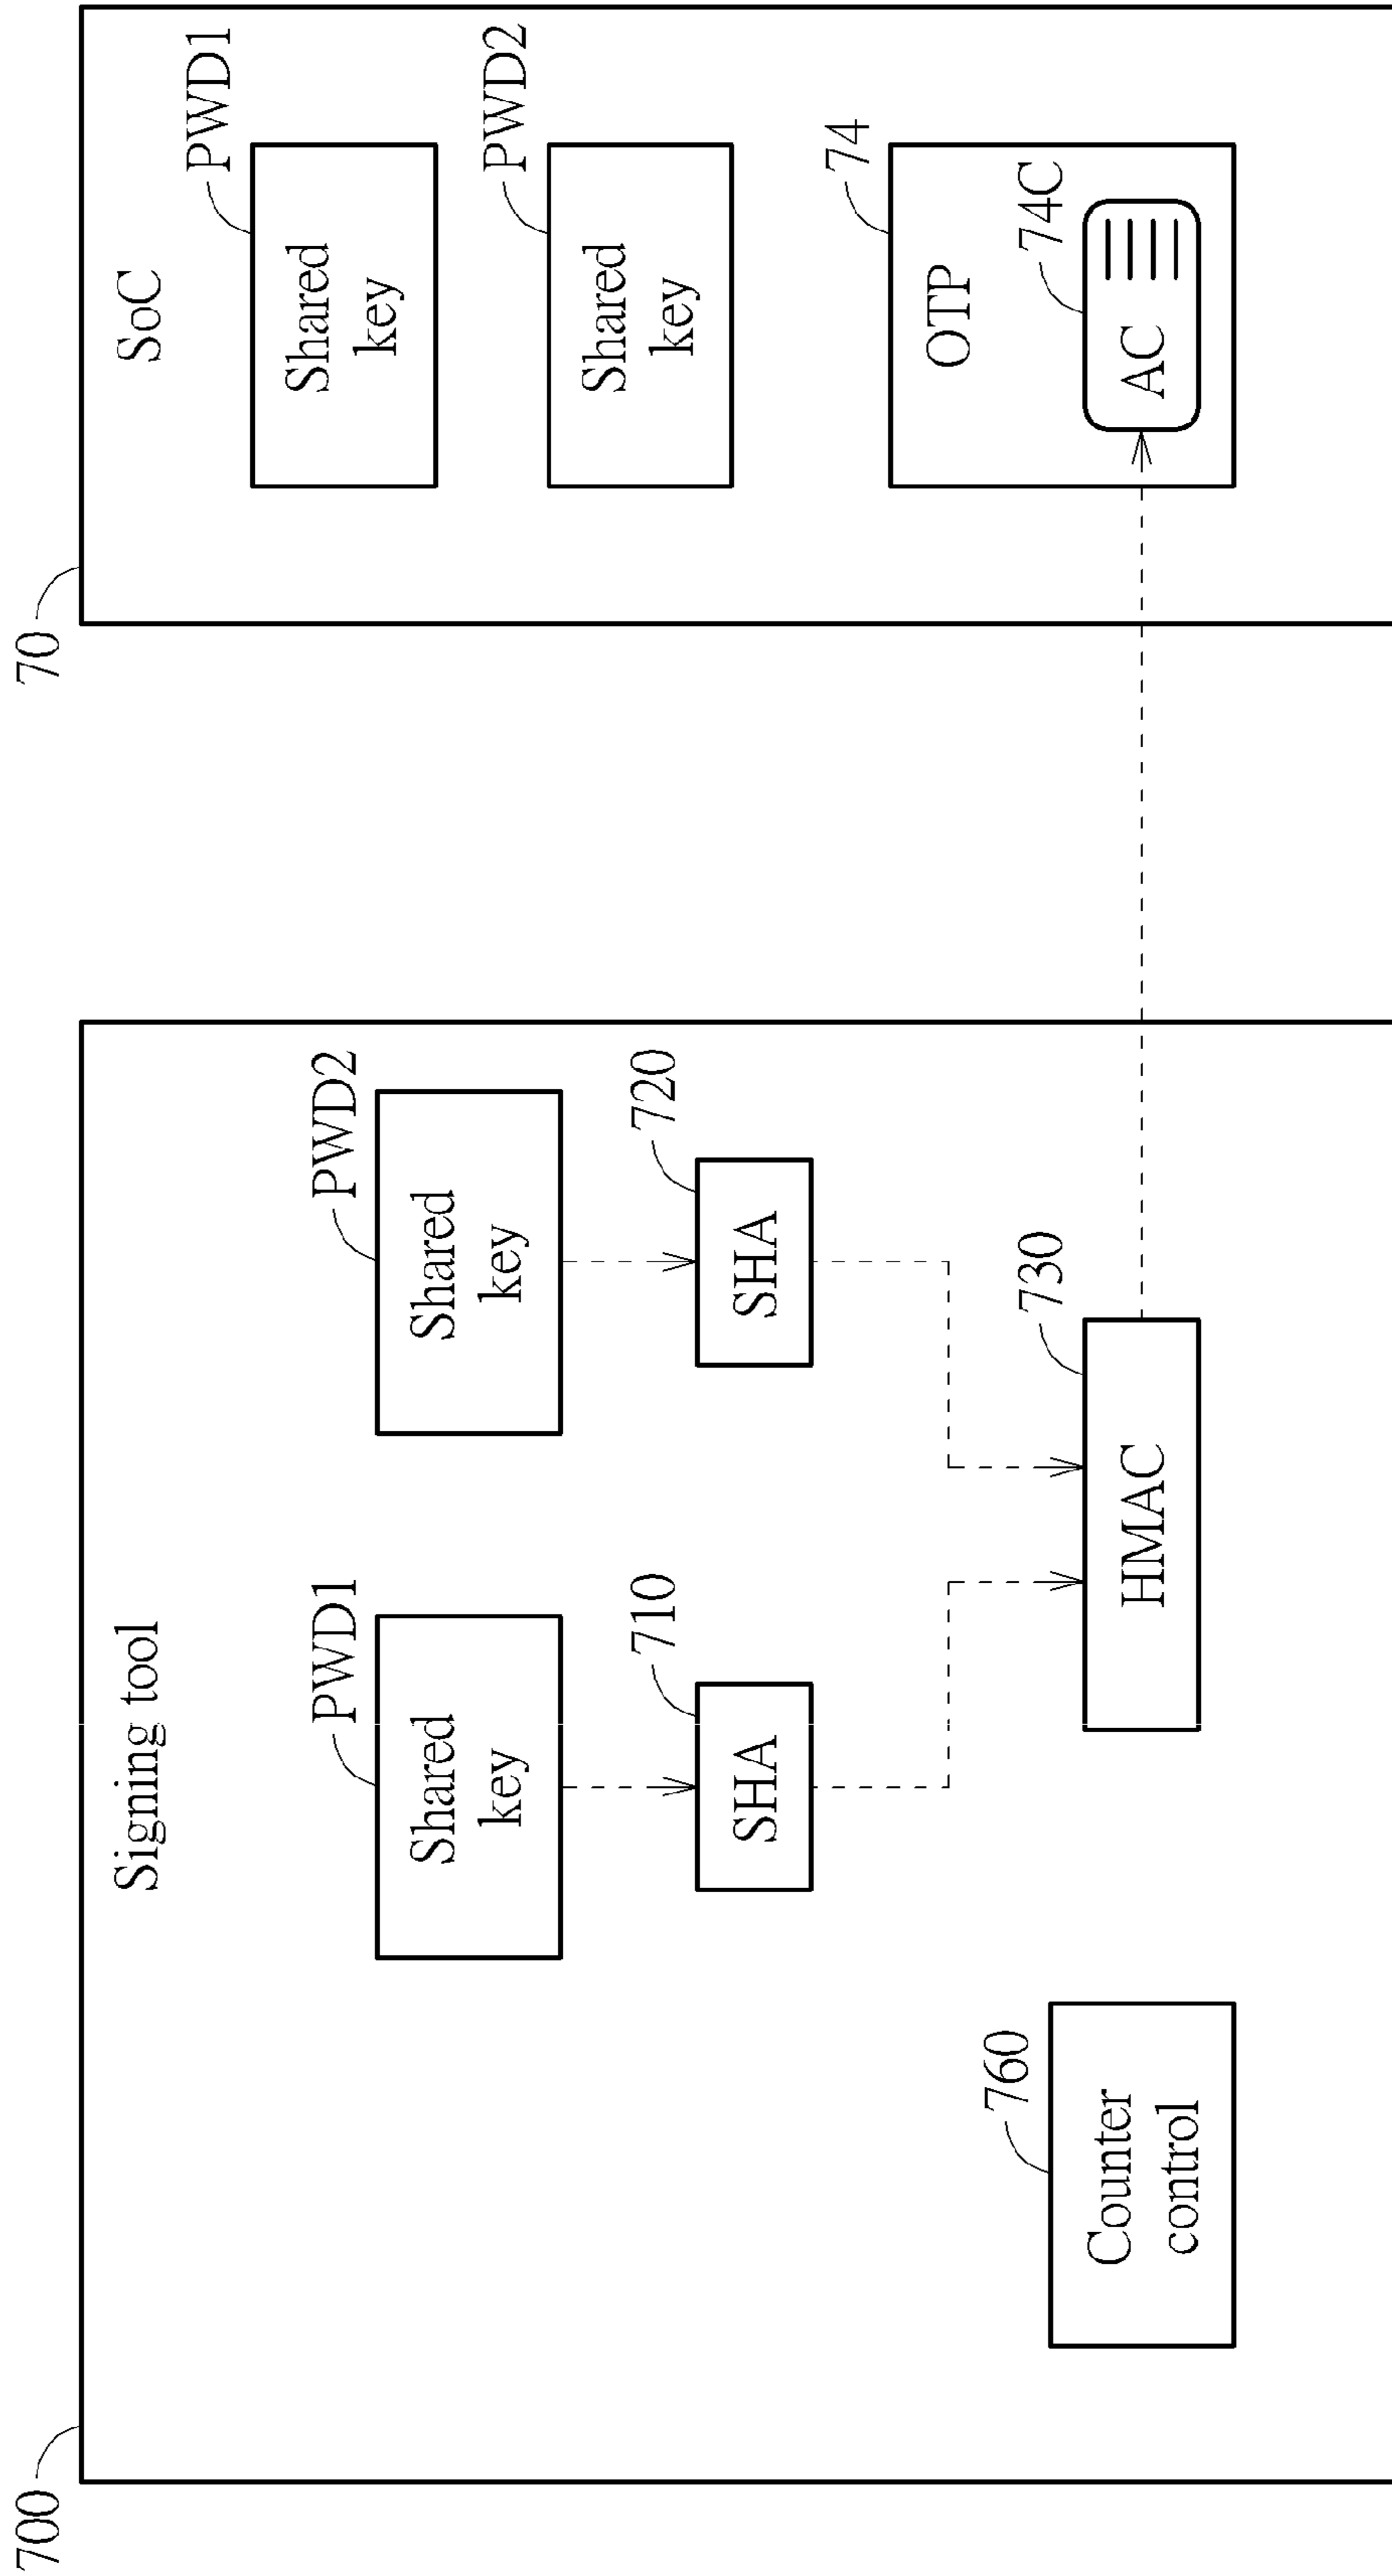 700
Signing tool
PWD1
Shared
key
PWD2
Shared
key
710
SHA
720
SHA
760
Counter
control
730
HMAC
70
SoC
PWD1
Shared
key
PWD2
Shared
key
74
OTP
74C
AC